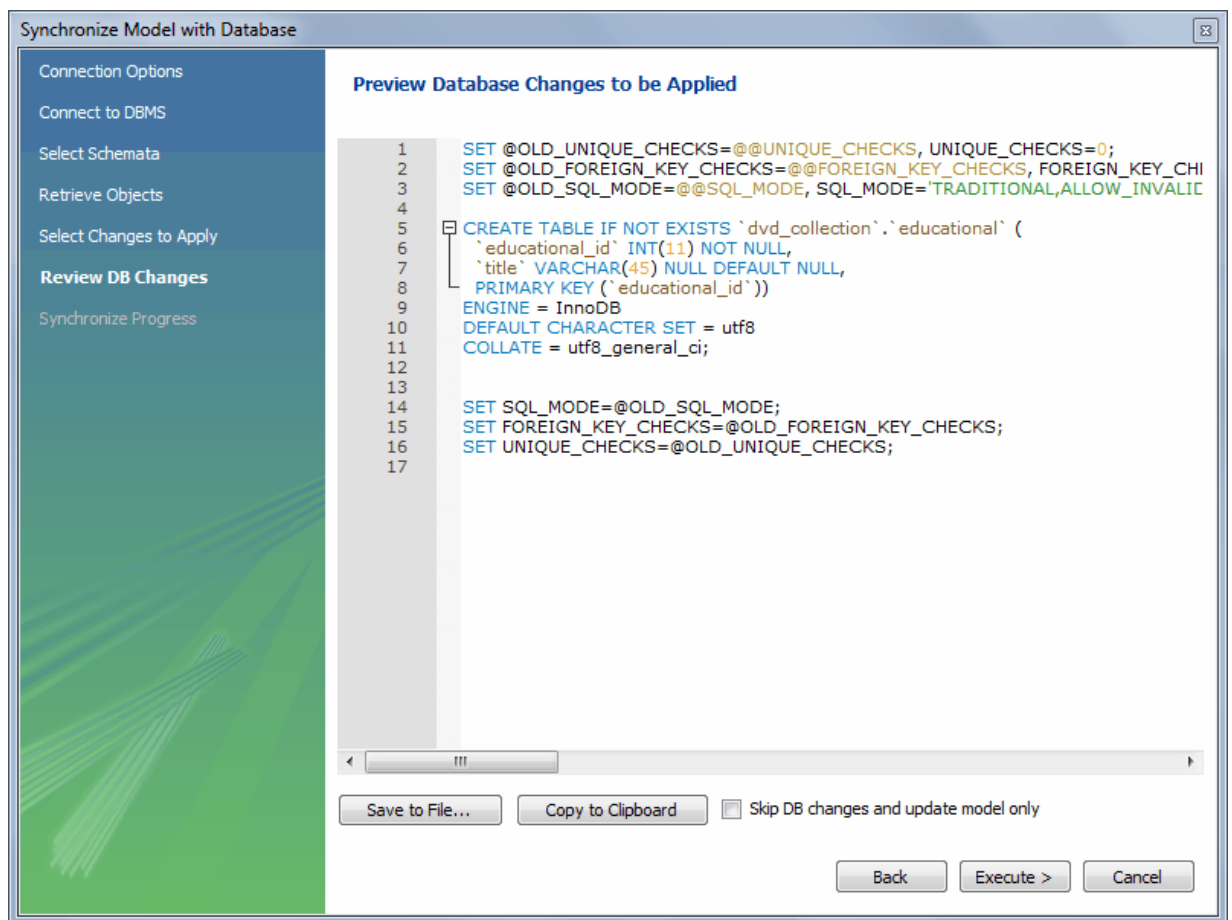 Synchronize Model with Database
Connection Options
Connect to DBMS
Select Schemata
Retrieve Objects
Select Changes to Apply
Review DB Changes
Synchronize Progress
Preview Database Changes to be Applied
1 SET @OLD_UNIQUE_CHECKS=@@UNIQUE_CHECKS, UNIQUE_CHECKS=0;
2 SET @OLD_FOREIGN_KEY_CHECKS=@@FOREIGN_KEY_CHECKS, FOREIGN_KEY_CHE
3 SET @OLD_SQL_MODE=@@SQL_MODE, SQL_MODE='TRADITIONAL,ALLOW_INVALID
4
5 CREATE TABLE IF NOT EXISTS `dvd_collection`.`educational` (
6 `educational_id` INT(11) NOT NULL,
7 `title` VARCHAR(45) NULL DEFAULT NULL,
8 PRIMARY KEY (`educational_id`))
9 ENGINE = InnoDB
10 DEFAULT CHARACTER SET = utf8
11 COLLATE = utf8_general_ci;
12
13
14 SET SQL_MODE=@OLD_SQL_MODE;
15 SET FOREIGN_KEY_CHECKS=@OLD_FOREIGN_KEY_CHECKS;
16 SET UNIQUE_CHECKS=@OLD_UNIQUE_CHECKS;
17
Save to File... Copy to Clipboard Skip DB changes and update model only
Back Execute > Cancel